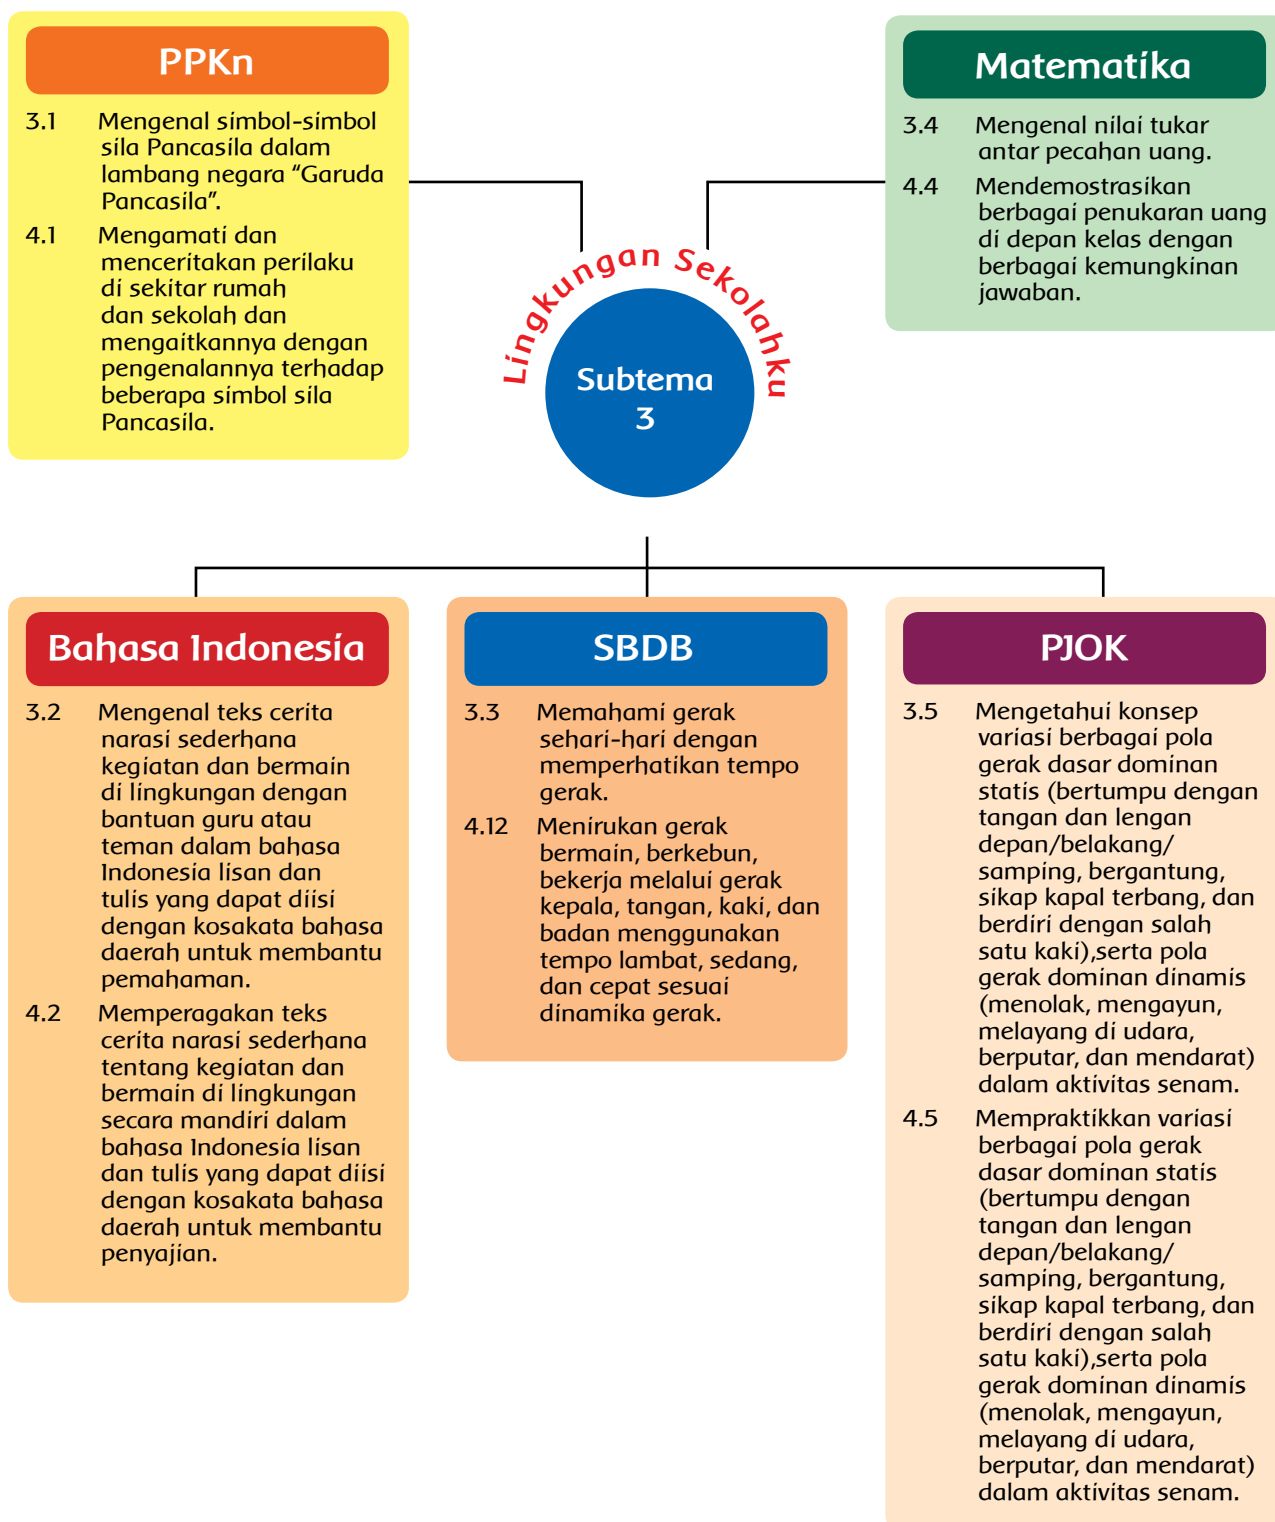 PPKn
3.1 Mengenal simbol-simbol
sila Pancasila dalam
lambang negara “Garuda
Pancasila”.
4.1 Mengamati dan
menceritakan perilaku
di sekitar rumah
dan sekolah dan
mengaitkannya dengan
pengenalannya terhadap
beberapa simbol sila
Pancasila.
Matematika
3.4 Mengenal nilai tukar
antar pecahan uang.
4.4 Mendemostrasikan
berbagai penukaran uang
di depan kelas dengan
berbagai kemungkinan
jawaban.
Lingkungan Sekolahku
Subtema
3
Bahasa Indonesia
3.2 Mengenal teks cerita
narasi sederhana
kegiatan dan bermain
di lingkungan dengan
bantuan guru atau
teman dalam bahasa
Indonesia lisan dan
tulis yang dapat diisi
dengan kosakata bahasa
daerah untuk membantu
pemahaman.
4.2 Memperagakan teks
cerita narasi sederhana
tentang kegiatan dan
bermain di lingkungan
secara mandiri dalam
bahasa Indonesia lisan
dan tulis yang dapat diisi
dengan kosakata bahasa
daerah untuk membantu
penyajian.
SBDB
3.3 Memahami gerak
sehari-hari dengan
memperhatikan tempo
gerak.
4.12 Menirukan gerak
bermain, berkebun,
bekerja melalui gerak
kepala, tangan, kaki, dan
badan menggunakan
tempo lambat, sedang,
dan cepat sesuai
dinamika gerak.
PJOK
3.5 Mengetahui konsep
variasi berbagai pola
gerak dasar dominan
statis (bertumpu dengan
tangan dan lengan
depan/belakang/
samping, bergantung,
sikap kapal terbang, dan
berdiri dengan salah
satu kaki),serta pola
gerak dominan dinamis
(menolak, mengayun,
melayang di udara,
berputar, dan mendarat)
dalam aktivitas senam.
4.5 Mempraktikkan variasi
berbagai pola gerak
dasar dominan statis
(bertumpu dengan
tangan dan lengan
depan/belakang/
samping, bergantung,
sikap kapal terbang, dan
berdiri dengan salah
satu kaki),serta pola
gerak dominan dinamis
(menolak, mengayun,
melayang di udara,
berputar, dan mendarat)
dalam aktivitas senam.